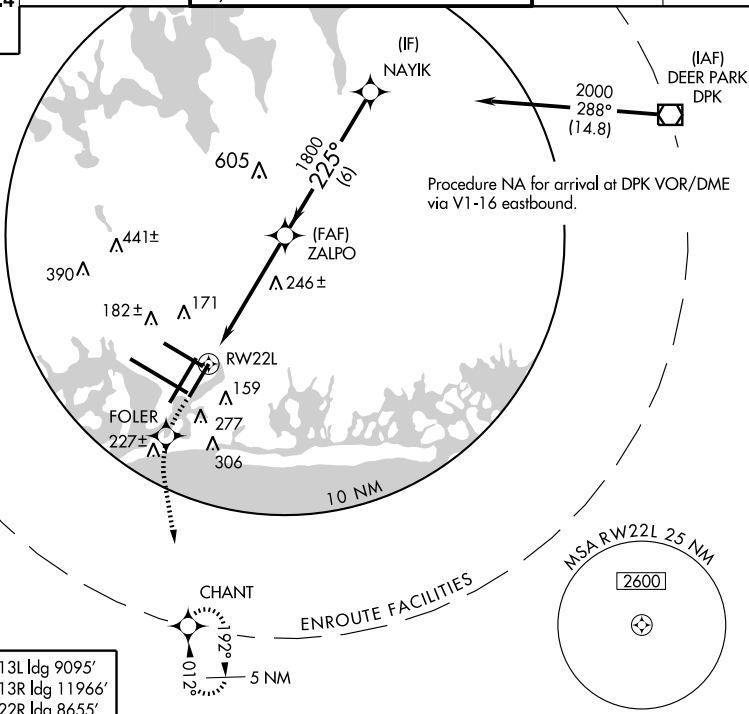 4
(IF)
NAYIK
(IAF)
DEER PARK
DPK
2000
288°
(14.8)
1800
225°
(6)
605
Procedure NA for arrival at DPK VOR/DME
via V1-16 eastbound.
(FAF)
ZALPO
441±
390
246±
182±
171
RW22L
159
FOLER
277
227±
306
10 NM
MSA RW22L 25 NM
2600
CHANT
ENROUTE FACILITIES
192°
012°
5 NM
13L ldg 9095'
13R ldg 11966'
22R ldg 8655'